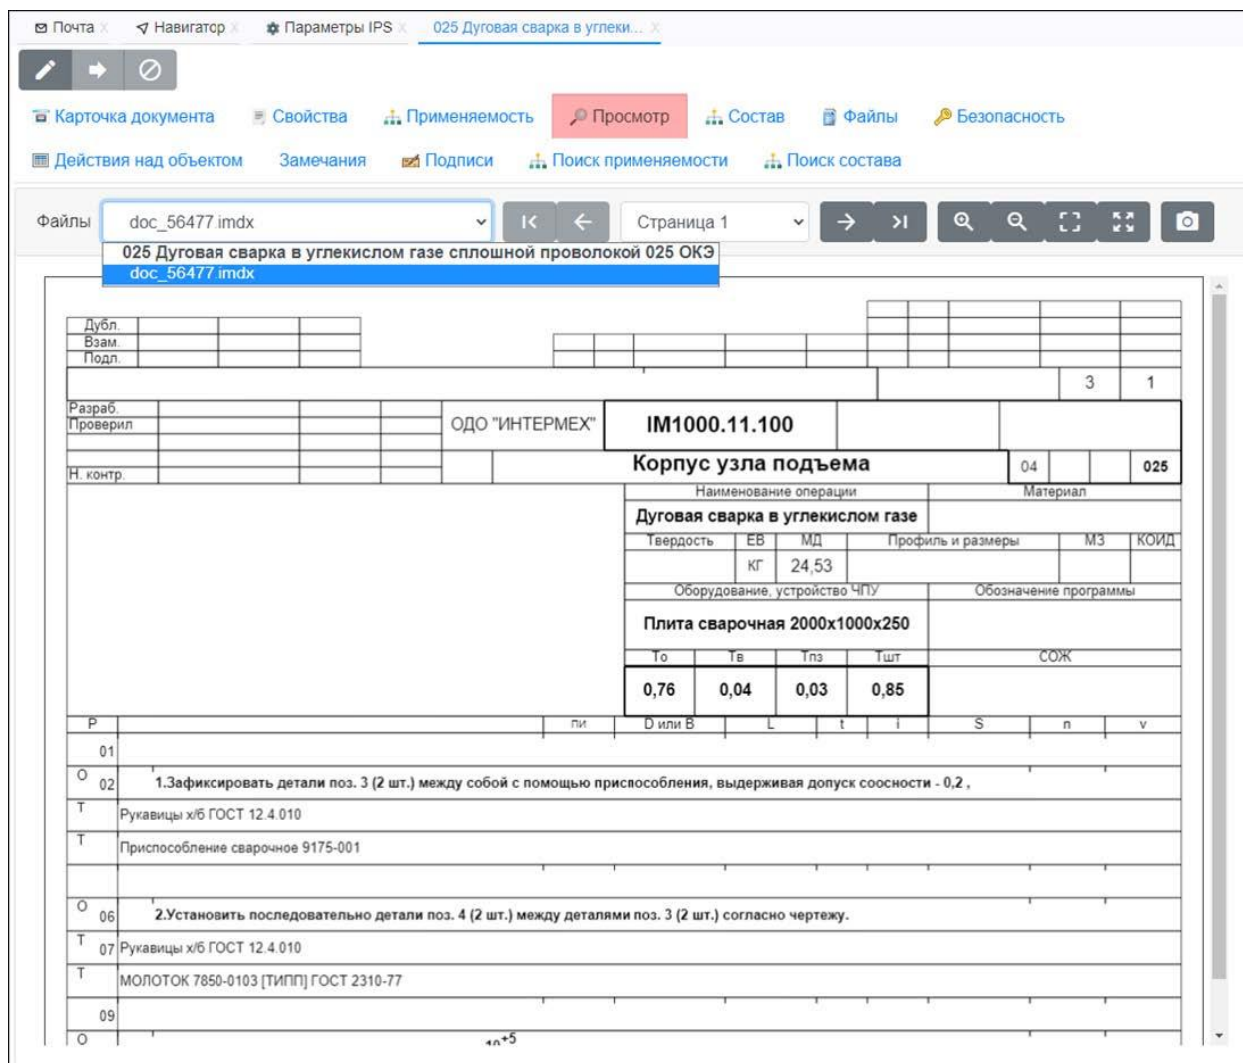 Почта X Навигатор X Параметры IPS X 025 Дуговая сварка в углеки... X
Карточка документа Свойства Применяемость Просмотр Состав Файлы Безопасность
Действия над объектом Замечания Подписи Поиск применяемости Поиск состава
Файлы doc_56477.imdx Страница 1
025 Дуговая сварка в углекислом газе сплошной проволокой 025 ОКЭ
doc_56477.imdx
Дубл.
Взам.
Подл.
3 1
Разраб.
Проверил ОДО "ИНТЕРМЕХ" IM1000.11.100
Корпус узла подъема 04 025
Н. контр.
Наименование операции Материал
Дуговая сварка в углекислом газе
Твердость ЕВ МД Профиль и размеры МЗ КОИД
КГ 24,53
Оборудование, устройство ЧПУ Обозначение программы
Плита сварочная 2000x1000x250
То Тв Тпз Тшт СОЖ
0,76 0,04 0,03 0,85
Р пи D или В L t i S n v
01
О 02 1.Зафиксировать детали поз. 3 (2 шт.) между собой с помощью приспособления, выдерживая допуск соосности - 0,2 ,
Т Рукавицы х/б ГОСТ 12.4.010
Т Приспособление сварочное 9175-001
О 06 2.Установить последовательно детали поз. 4 (2 шт.) между деталями поз. 3 (2 шт.) согласно чертежу.
Т 07 Рукавицы х/б ГОСТ 12.4.010
Т МОЛОТОК 7850-0103 [ТИПП] ГОСТ 2310-77
09
О +5